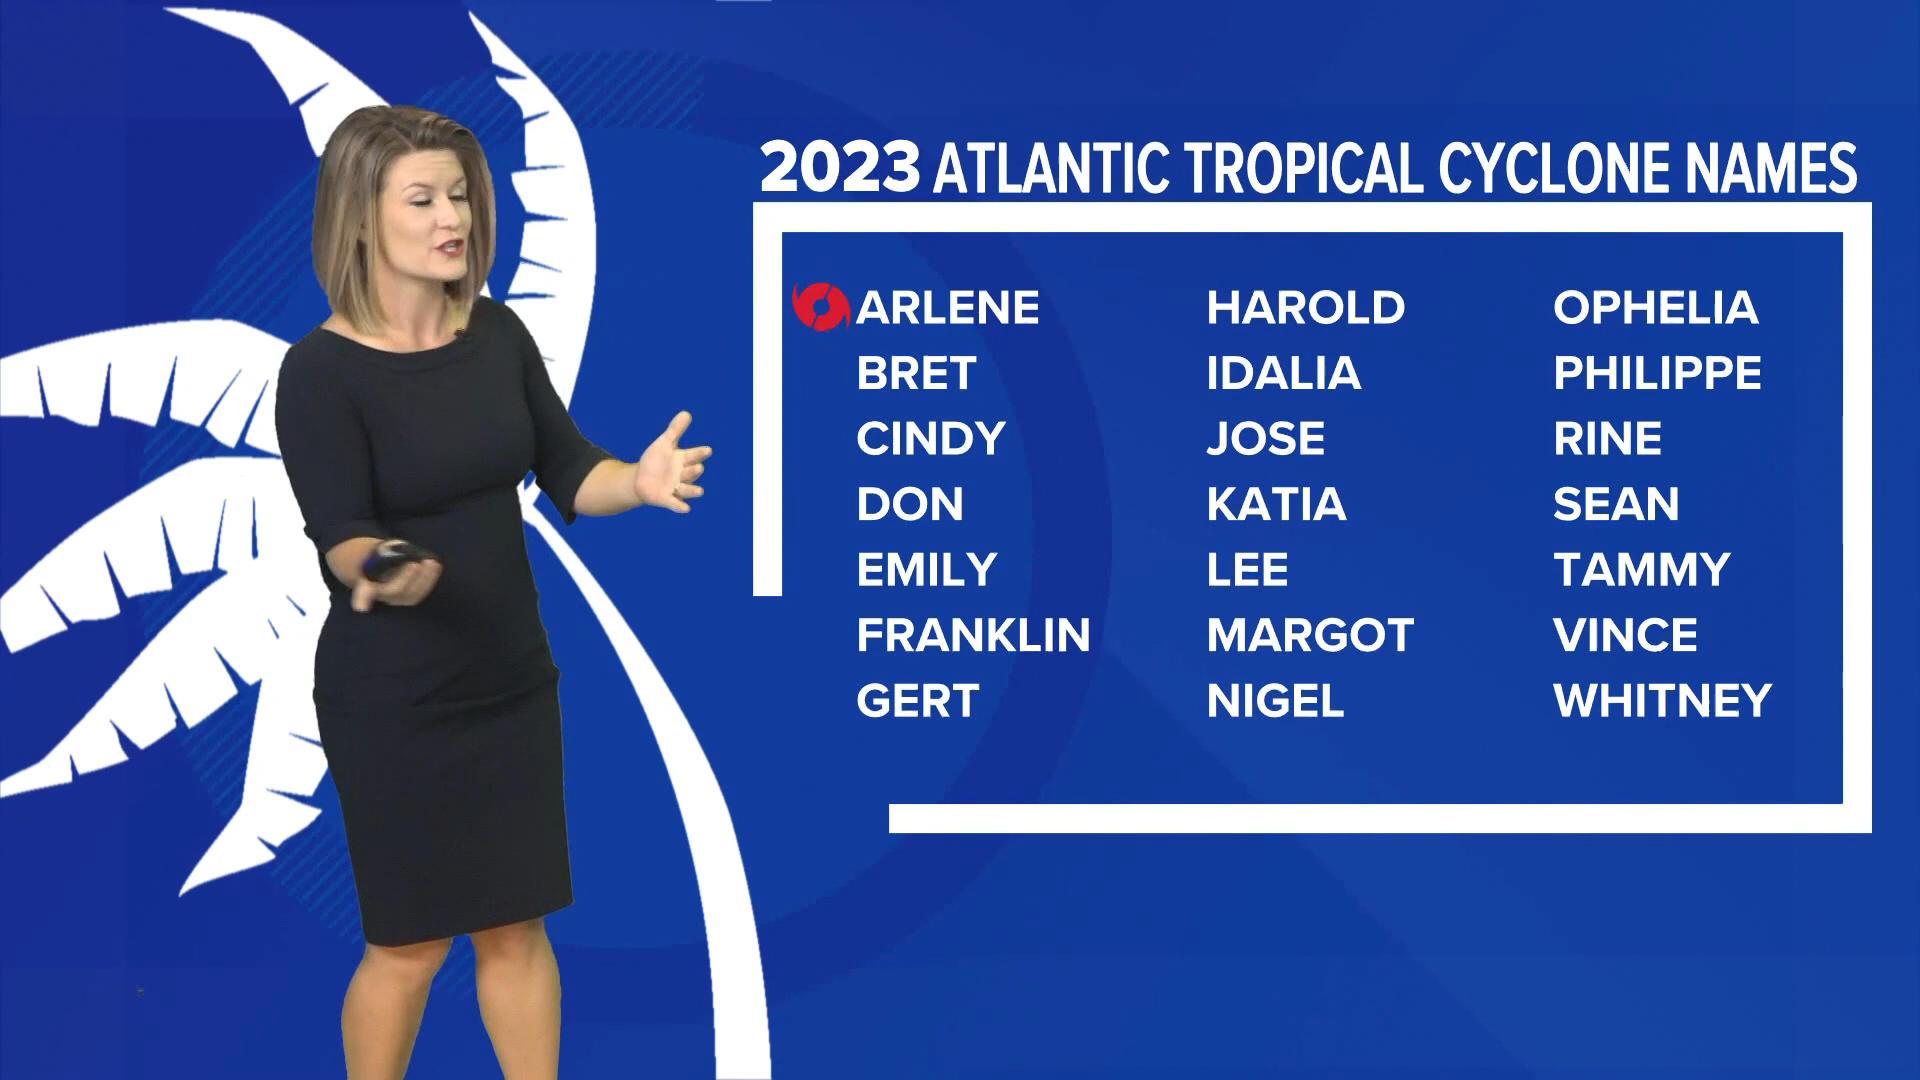 2023 ATLANTIC TROPICAL CYCLONE NAMES
ARLENE
BRET
CINDY
DON
EMILY
FRANKLIN
GERT
HAROLD
IDALIA
JOSE
KATIA
LEE
MARGOT
NIGEL
OPHELIA
PHILIPPE
RINE
SEAN
TAMMY
VINCE
WHITNEY